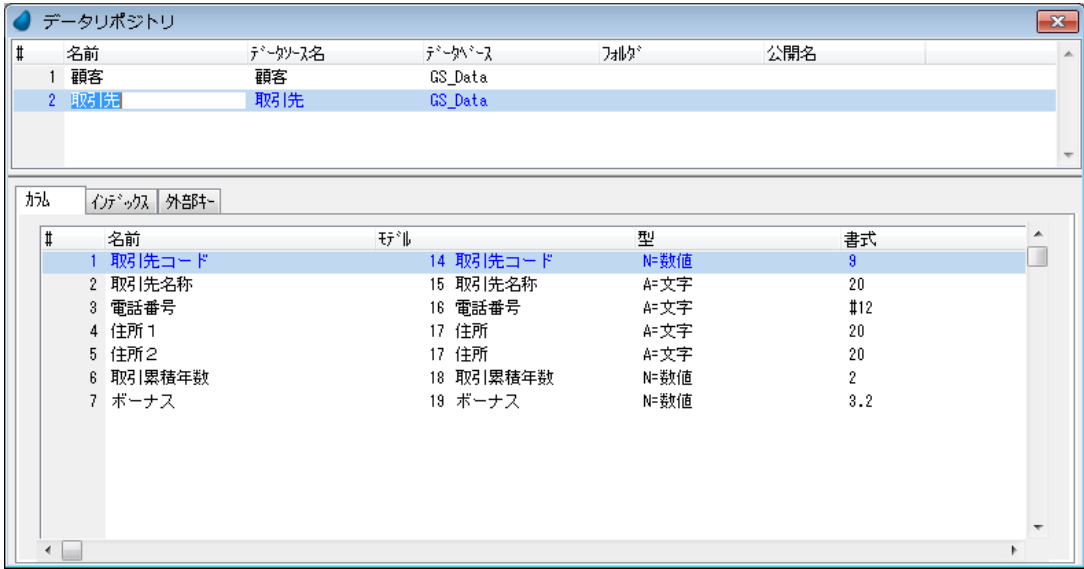 データリポジトリ
# 名前 ﾃﾞｰﾀｿｰｽ名 ﾃﾞｰﾀﾍﾞｰｽ ﾌｫﾙﾀﾞ 公開名
1 顧客 顧客 GS_Data
2 取引先 取引先 GS_Data
ｶﾗﾑ ｲﾝﾃﾞｯｸｽ 外部ｷｰ
# 名前 ﾓﾃﾞﾙ 型 書式
1 取引先コード 14 取引先コード N=数値 9
2 取引先名称 15 取引先名称 A=文字 20
3 電話番号 16 電話番号 A=文字 #12
4 住所１ 17 住所 A=文字 20
5 住所２ 17 住所 A=文字 20
6 取引累積年数 18 取引累積年数 N=数値 2
7 ボーナス 19 ボーナス N=数値 3.2